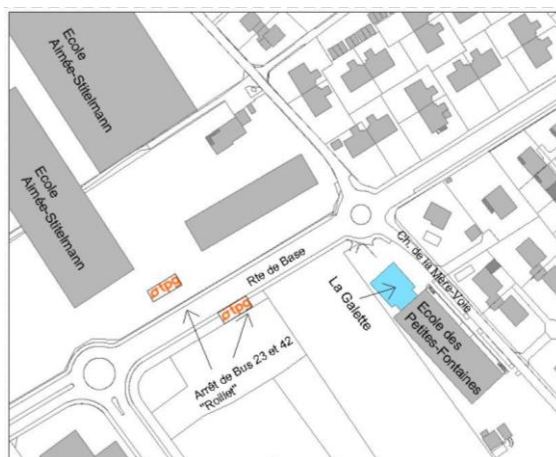 Ecole
Aimée-Stitelmann
Ecole
Aimée-Stitelmann
Rte de Base
Ch. de la Mère-Voie
La Galette
Ecole des
Petites-Fontaines
tpg
tpg
Arrêt de Bus 23 et 42
"Rolliet"